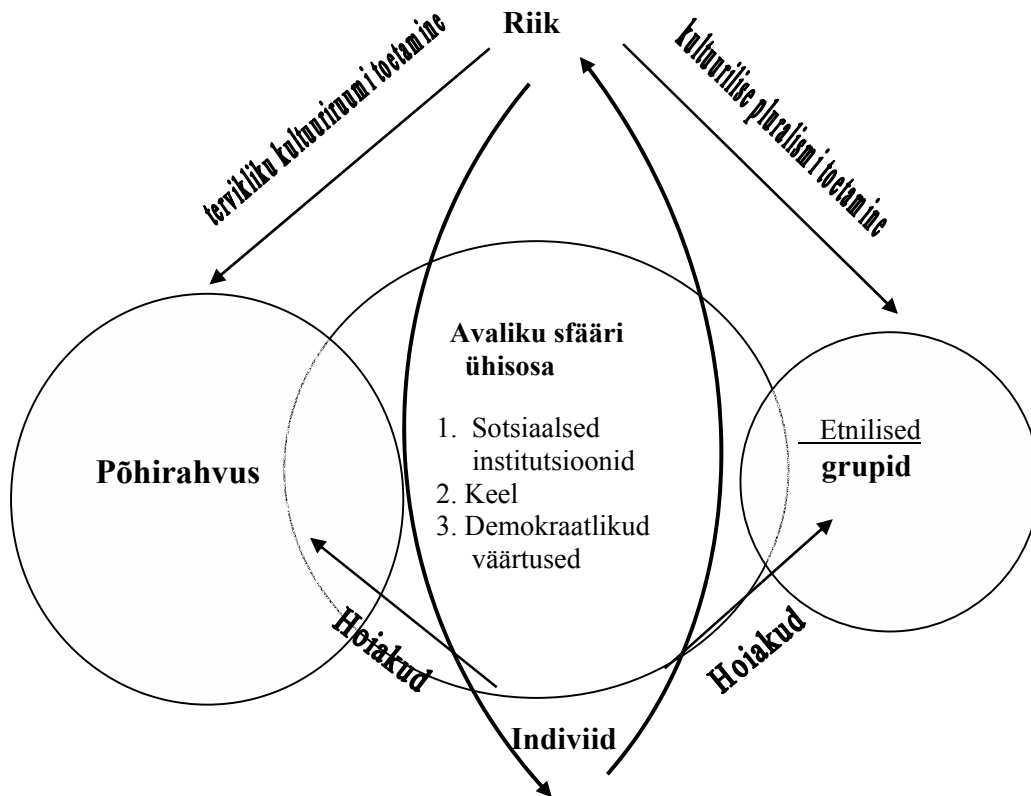 Riik
tervikliku kultuuriruumi toetamine
kultuurilise pluralismi toetamine
Avaliku sfääri
ühisosa
1. Sotsiaalsed
institutsioonid
2. Keel
3. Demokraatlikud
väärtused
Põhirahvus
Etnilised
grupid
Hoiakud
Hoiakud
Indiviid